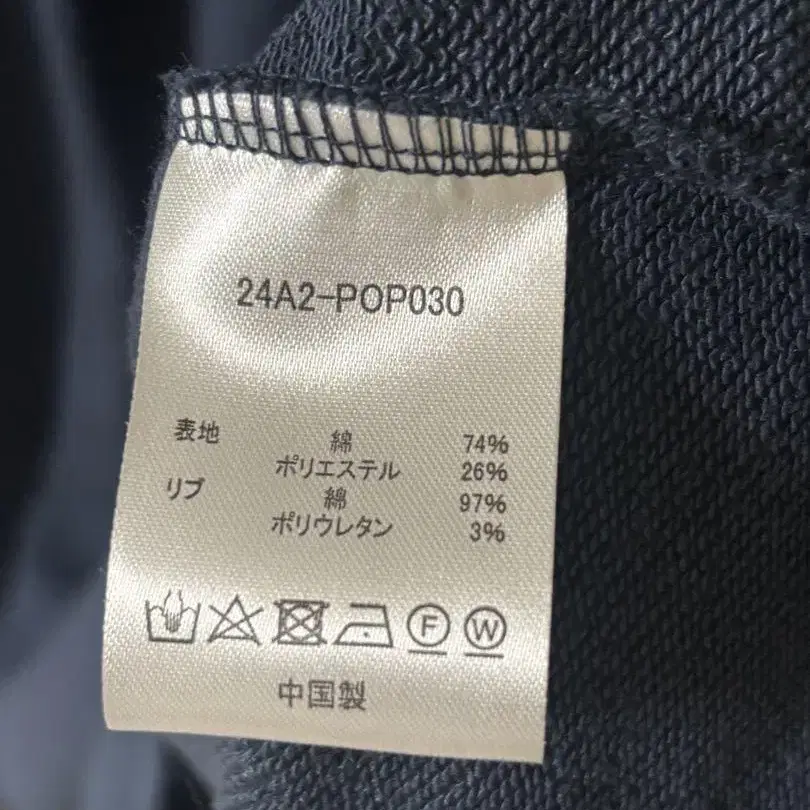 24A2-POP030
表地 綿 74%
ポリエステル 26%
リブ 綿 97%
ポリウレタン 3%
F W
中国製